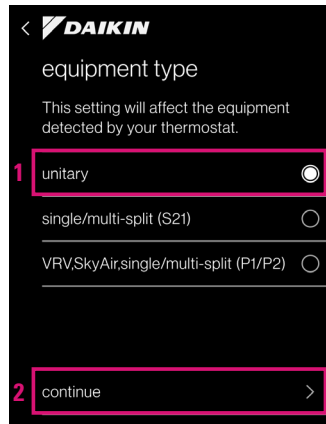 DAIKIN
equipment type
This setting will affect the equipment
detected by your thermostat.
1 unitary
single/multi-split (S21)
VRV,SkyAir,single/multi-split (P1/P2)
2 continue